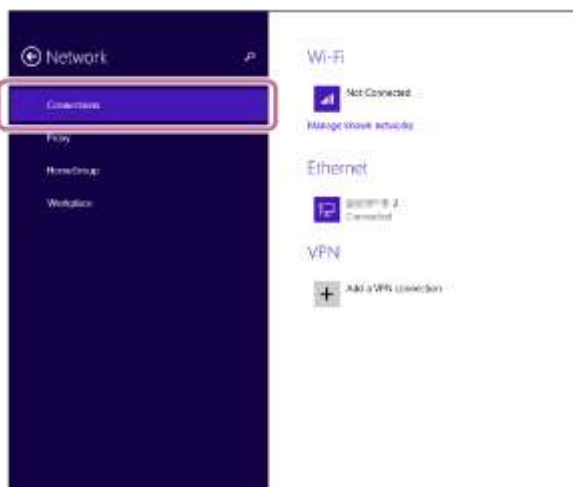 Network
Connections
Proxy
HomeGroup
Workplace
Wi-Fi
Not Connected
Manage known networks
Ethernet
Connected
VPN
Add a VPN connection